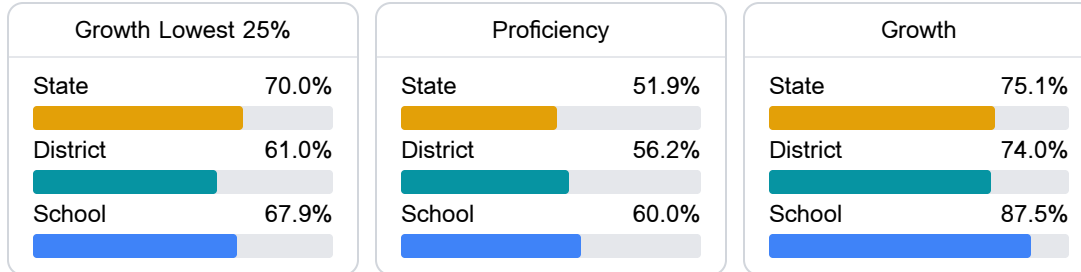 Growth Lowest 25%
State 70.0%
District 61.0%
School 67.9%
Proficiency
State 51.9%
District 56.2%
School 60.0%
Growth
State 75.1%
District 74.0%
School 87.5%